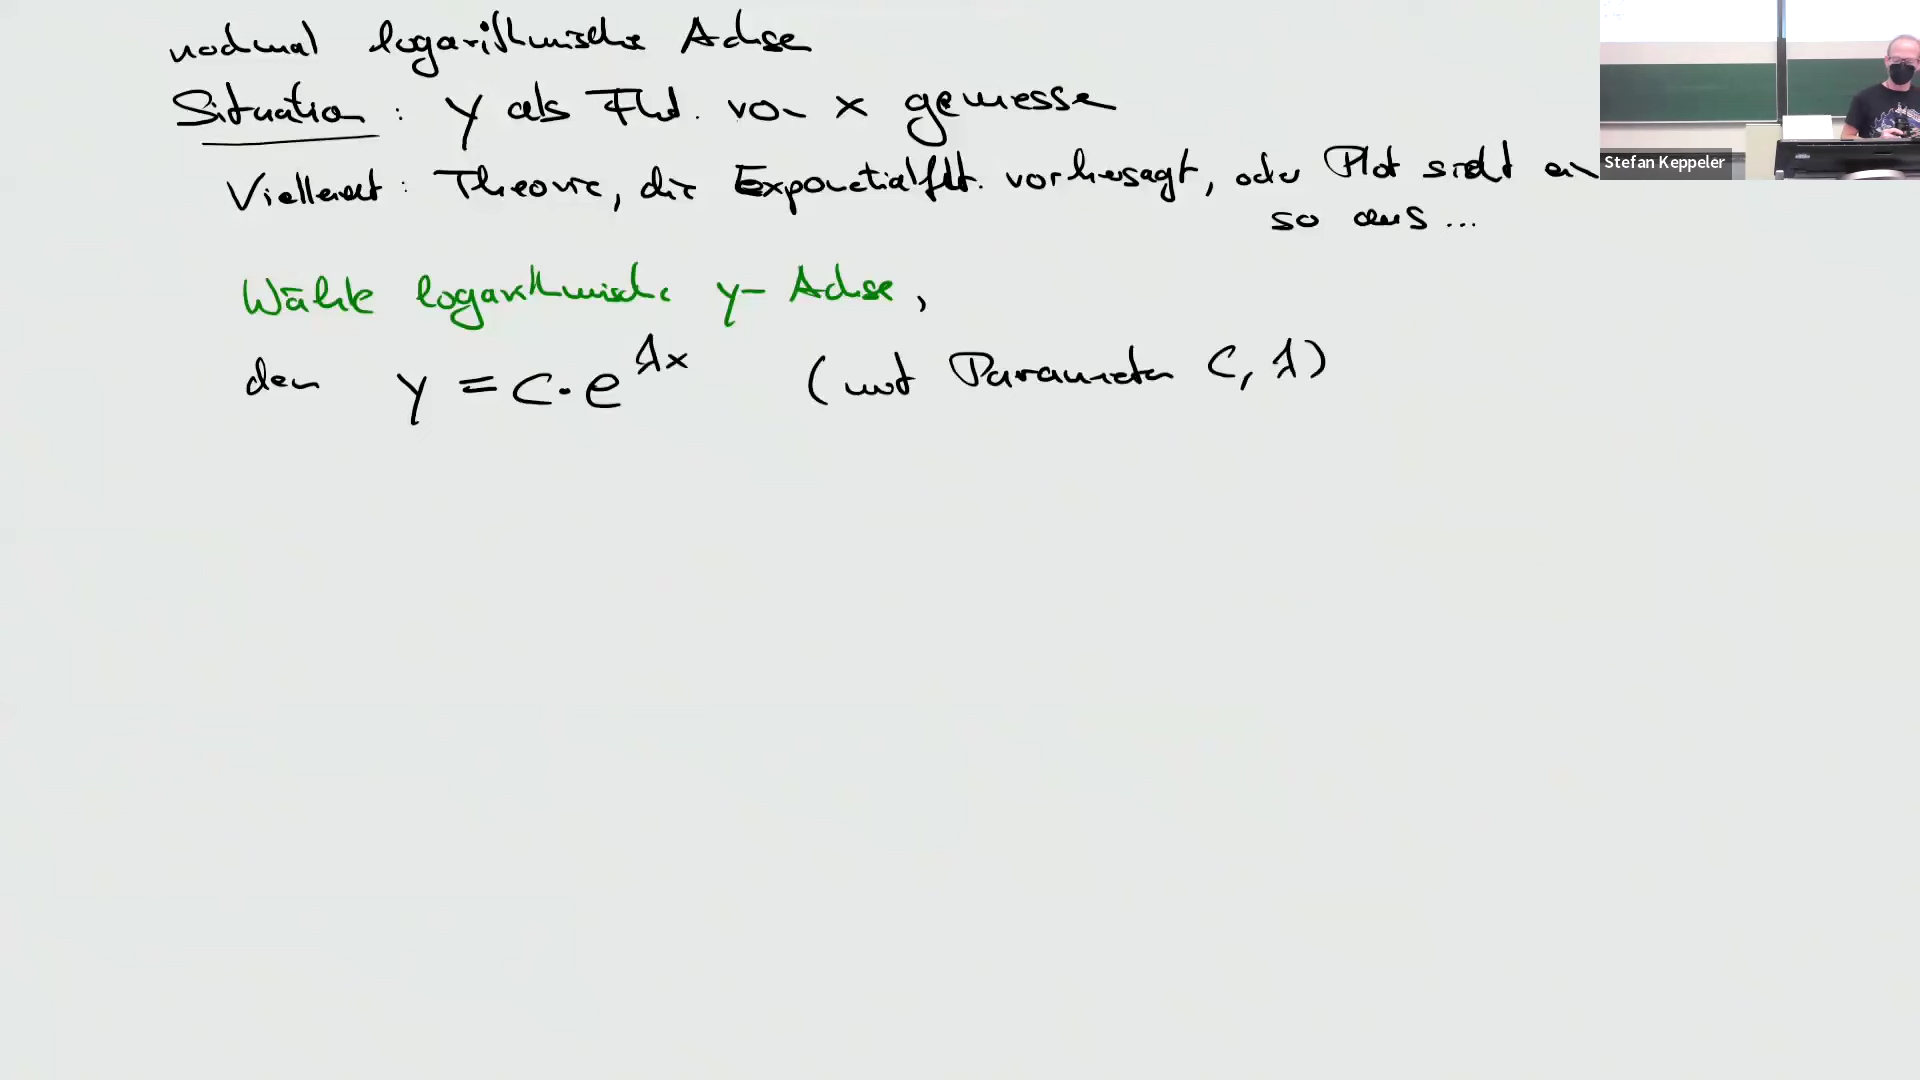 nochmal logarithmische Achse
Situation: y als Fkt. von x gemessen
Vielleicht: Theorie, die Exponentialfkt. vorhersagt, oder Plot sieht
so aus ...
Wähle logarithmische y-Achse,
denn y = c · e^{λx} (mit Parametern c, λ)
Stefan Keppeler